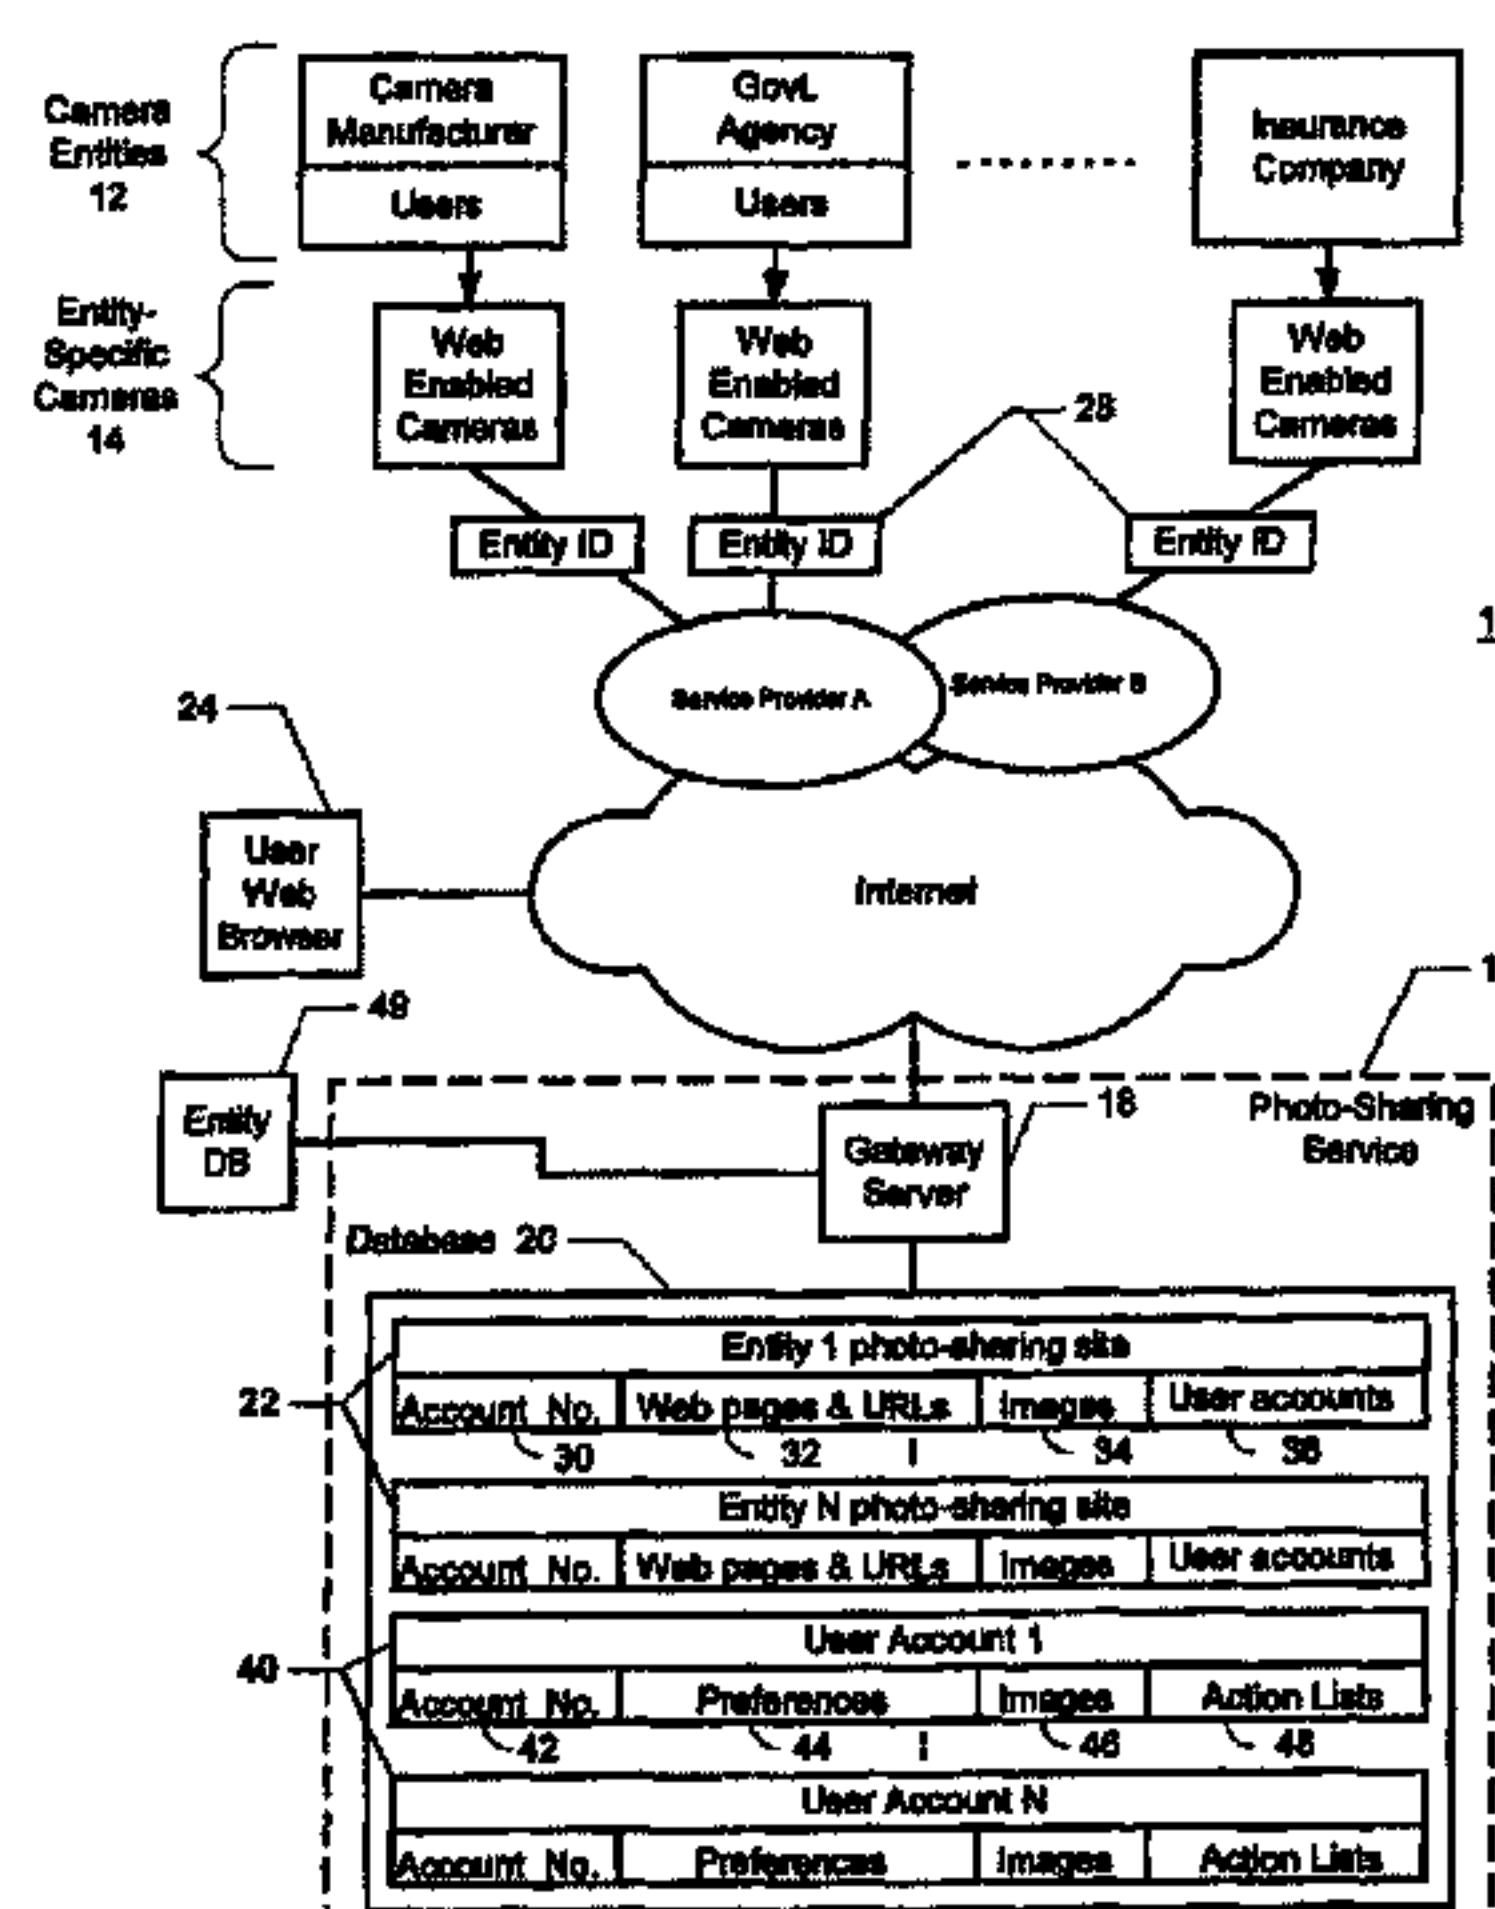 Camera
Entities
12
Camera
Manufacturer
Users
Govt.
Agency
Users
Insurance
Company
Entity-
Specific
Cameras
14
Web
Enabled
Cameras
Web
Enabled
Cameras
Web
Enabled
Cameras
28
Entity ID
Entity ID
Entity ID
Service Provider A
Service Provider B
24
User
Web
Browser
Internet
49
Entity
DB
18
Gateway
Server
Photo-Sharing
Service
Database 20
Entity 1 photo-sharing site
22
Account No. Web pages & URLs Images User accounts
30 32 34 36
Entity N photo-sharing site
Account No. Web pages & URLs Images User accounts
User Account 1
40
Account No. Preferences Images Action Lists
42 44 46 48
User Account N
Account No. Preferences Images Action Lists